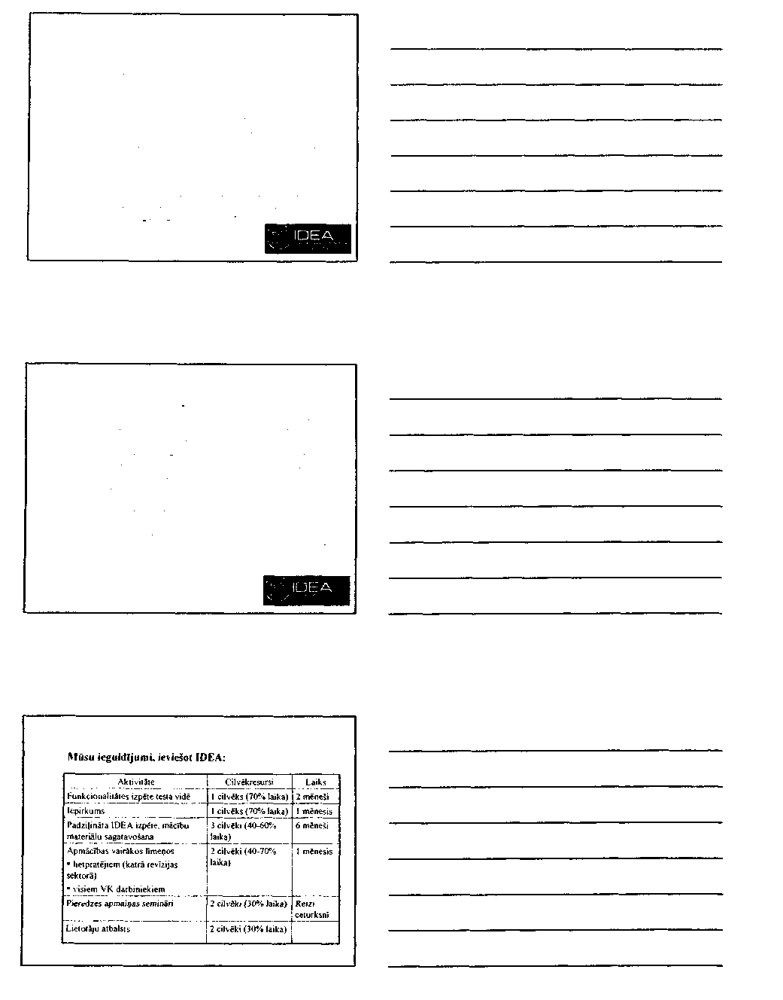 IDEA
IDEA
Mūsu ieguldījumi, ieviešot IDEA:
Aktivitāte Cilvēkresursi Laiks
Funkcionalitātes izpēte testa vidē 1 cilvēks (70% laika) 2 mēneši
Iepirkums 1 cilvēks (70% laika) 1 mēnesis
Padziļināta IDEA izpēte, mācību 3 cilvēki (40-60% 6 mēneši
materiālu sagatavošana laika)
Apmācības vairākos līmeņos 2 cilvēki (40-70% 1 mēnesis
• lietpratējiem (katrā revīzijas laika)
sektorā)
• visiem VK darbiniekiem
Pieredzes apmaiņas semināri 2 cilvēki (30% laika) Reizi
ceturksnī
Lietotāju atbalsts 2 cilvēki (30% laika)